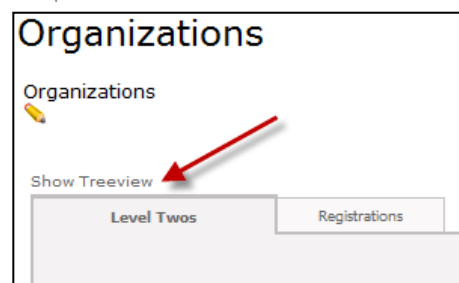 Organizations
Organizations
Show Treeview
Level Twos
Registrations